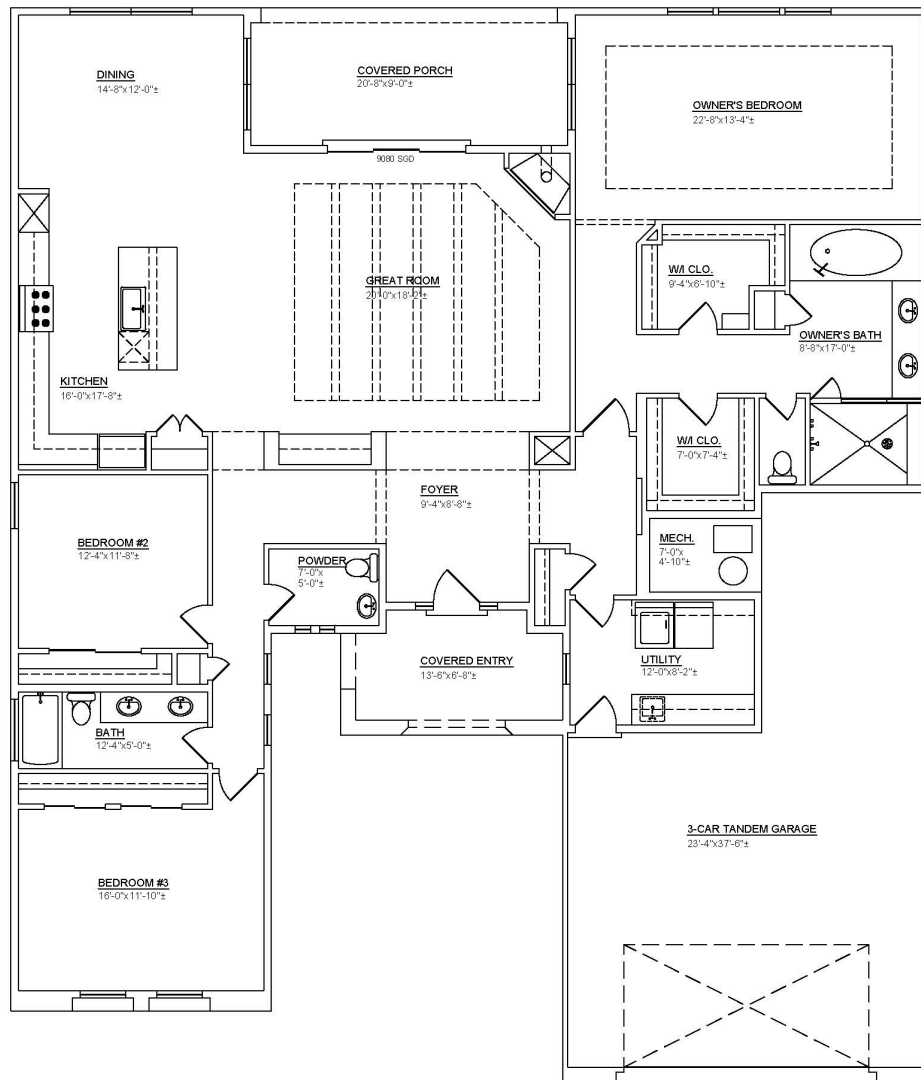 DINING
14'-8"x12'-0"±
COVERED PORCH
20'-8"x9'-0"±
OWNER'S BEDROOM
22'-8"x13'-4"±
9080 SGD
GREAT ROOM
20'-0"x18'-2"±
W/I CLO.
9'-4"x6'-10"±
OWNER'S BATH
8'-8"x17'-0"±
KITCHEN
16'-0"x17'-8"±
W/I CLO.
7'-0"x7'-4"±
FOYER
9'-4"x8'-8"±
BEDROOM #2
12'-4"x11'-8"±
POWDER
7'-0"x
5'-0"±
MECH.
7'-0"x
4'-10"±
COVERED ENTRY
13'-6"x6'-8"±
UTILITY
12'-0"x8'-2"±
BATH
12'-4"x5'-0"±
3-CAR TANDEM GARAGE
23'-4"x37'-6"±
BEDROOM #3
16'-0"x11'-10"±